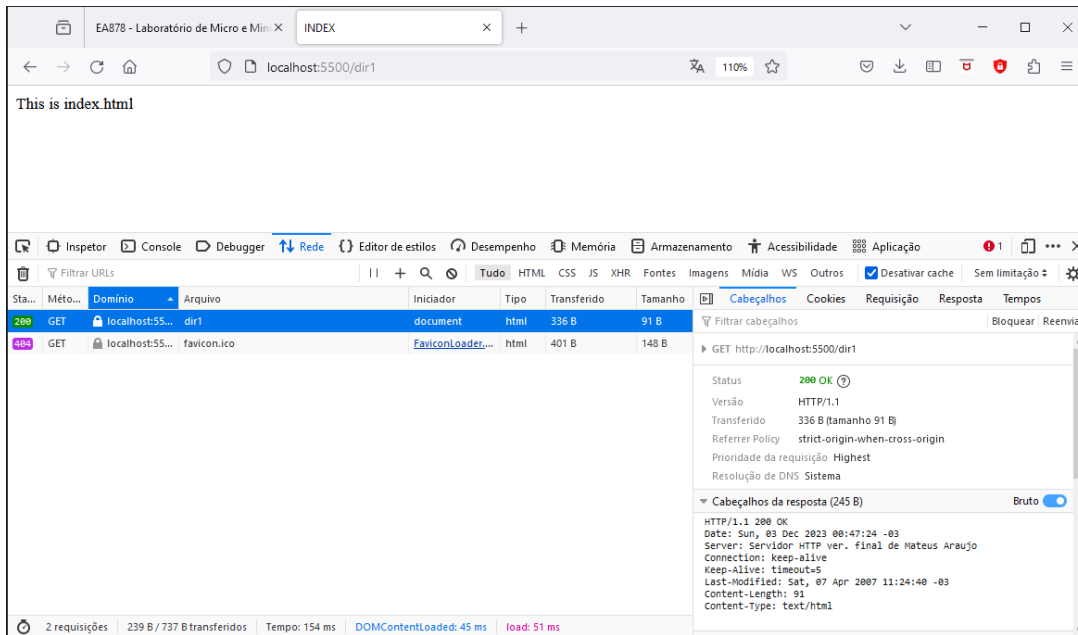 EA878 - Laboratório de Micro e Mini
INDEX
localhost:5500/dir1
110%
This is index.html
Inspetor Console Debugger Rede Editor de estilos Desempenho Memória Armazenamento Acessibilidade Aplicação 1
Filtrar URLs Tudo HTML CSS JS XHR Fontes Imagens Mídia WS Outros Desativar cache Sem limitação
Sta... Méto... Domínio Arquivo Iniciador Tipo Transferido Tamanho Cabeçalhos Cookies Requisição Resposta Tempos
200 GET localhost:55... dir1 document html 336 B 91 B
404 GET localhost:55... favicon.ico FaviconLoader.... html 401 B 148 B
Filtrar cabeçalhos Bloquear Reenvia
GET http://localhost:5500/dir1
Status 200 OK
Versão HTTP/1.1
Transferido 336 B (tamanho 91 B)
Referrer Policy strict-origin-when-cross-origin
Prioridade da requisição Highest
Resolução de DNS Sistema
Cabeçalhos da resposta (245 B) Bruto
HTTP/1.1 200 OK
Date: Sun, 03 Dec 2023 00:47:24 -03
Server: Servidor HTTP ver. final de Mateus Araujo
Connection: keep-alive
Keep-Alive: timeout=5
Last-Modified: Sat, 07 Apr 2007 11:24:40 -03
Content-Length: 91
Content-Type: text/html
2 requisições 239 B / 737 B transferidos Tempo: 154 ms DOMContentLoaded: 45 ms load: 51 ms